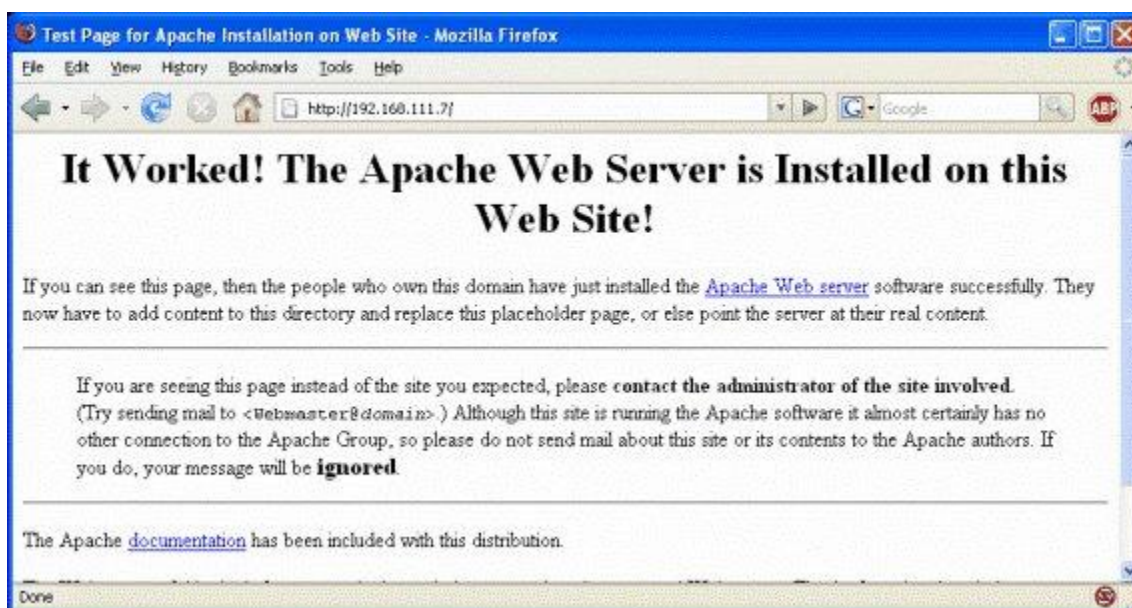 Test Page for Apache Installation on Web Site - Mozilla Firefox
File Edit View History Bookmarks Tools Help
http://192.168.111.7/ Google ABP
It Worked! The Apache Web Server is Installed on this
Web Site!
If you can see this page, then the people who own this domain have just installed the Apache Web server software successfully. They
now have to add content to this directory and replace this placeholder page, or else point the server at their real content.
If you are seeing this page instead of the site you expected, please contact the administrator of the site involved.
(Try sending mail to <Webmaster@domain>.) Although this site is running the Apache software it almost certainly has no
other connection to the Apache Group, so please do not send mail about this site or its contents to the Apache authors. If
you do, your message will be ignored.
The Apache documentation has been included with this distribution.
Done